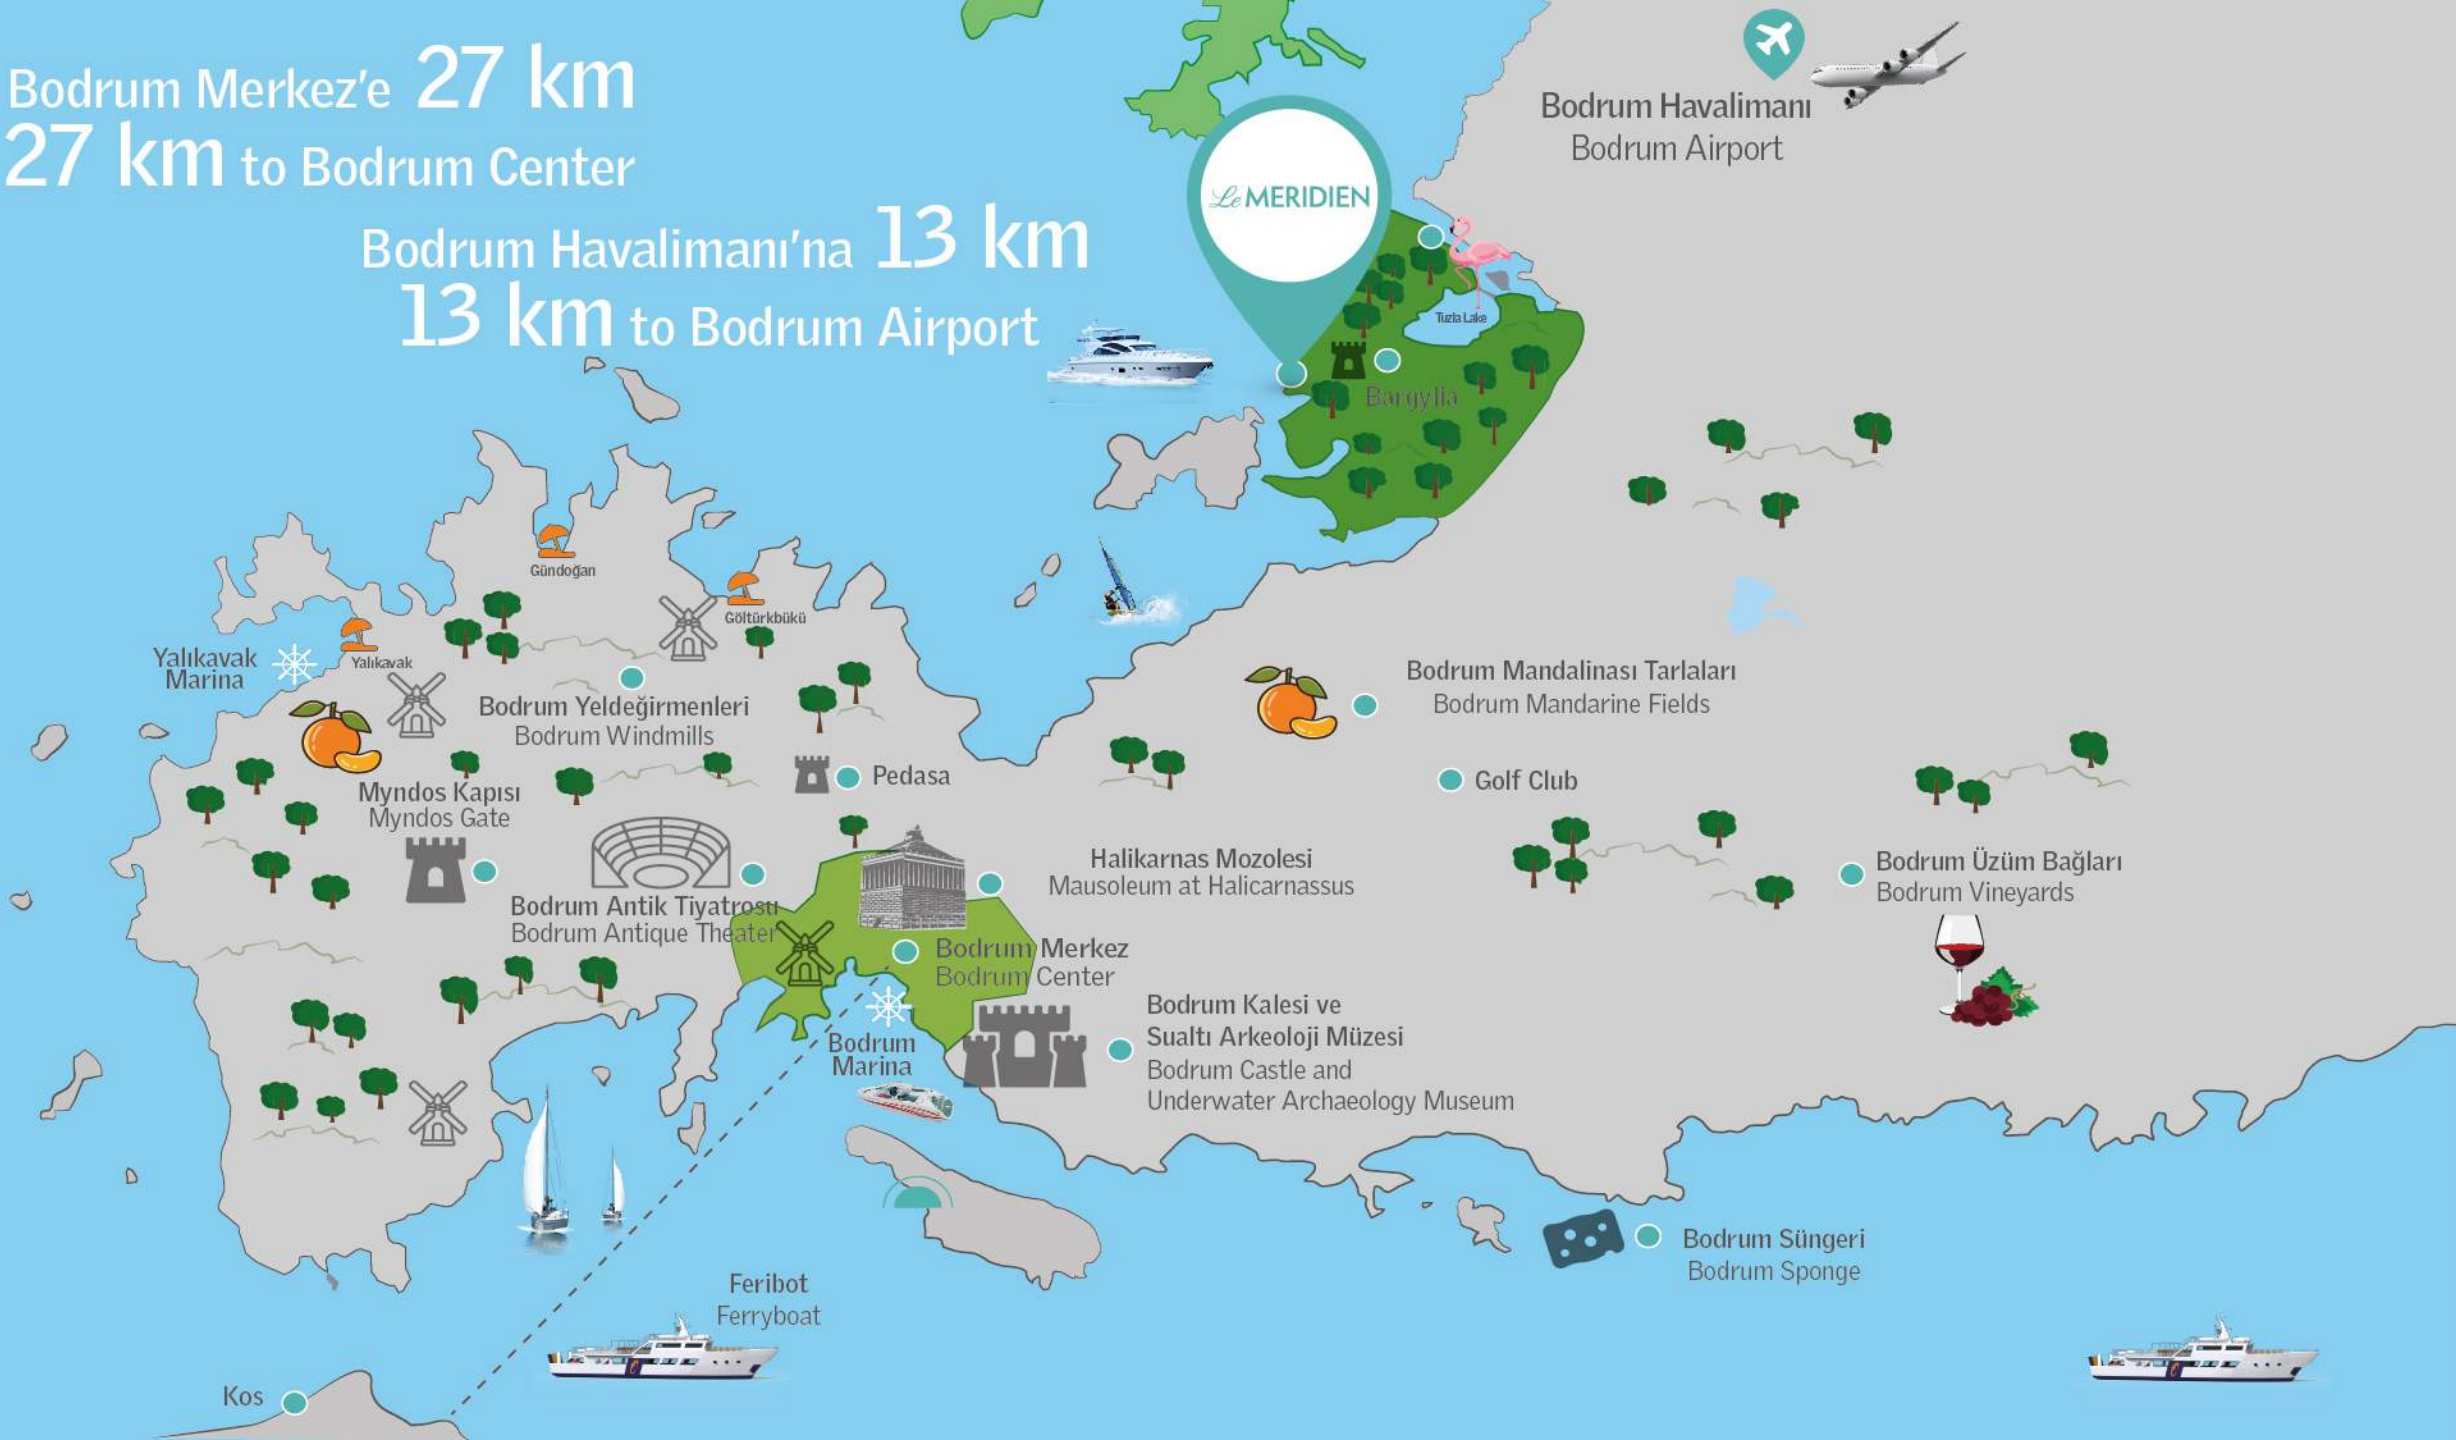 Bodrum Merkez'e 27 km
27 km to Bodrum Center
Bodrum Havalimanı'na 13 km
13 km to Bodrum Airport
Bodrum Havalimanı
Bodrum Airport
Le MERIDIEN
Tuzla Lake
Bargylia
Gündoğan
Göltürkbükü
Yalıkavak
Marina
Yalıkavak
Bodrum Yeldeğirmenleri
Bodrum Windmills
Bodrum Mandalinası Tarlaları
Bodrum Mandarine Fields
Pedasa
Golf Club
Myndos Kapısı
Myndos Gate
Halikarnas Mozolesi
Mausoleum at Halicarnassus
Bodrum Üzüm Bağları
Bodrum Vineyards
Bodrum Antik Tiyatrosu
Bodrum Antique Theater
Bodrum Merkez
Bodrum Center
Bodrum Kalesi ve
Sualtı Arkeoloji Müzesi
Bodrum Castle and
Underwater Archaeology Museum
Bodrum
Marina
Bodrum Süngeri
Bodrum Sponge
Feribot
Ferryboat
Kos